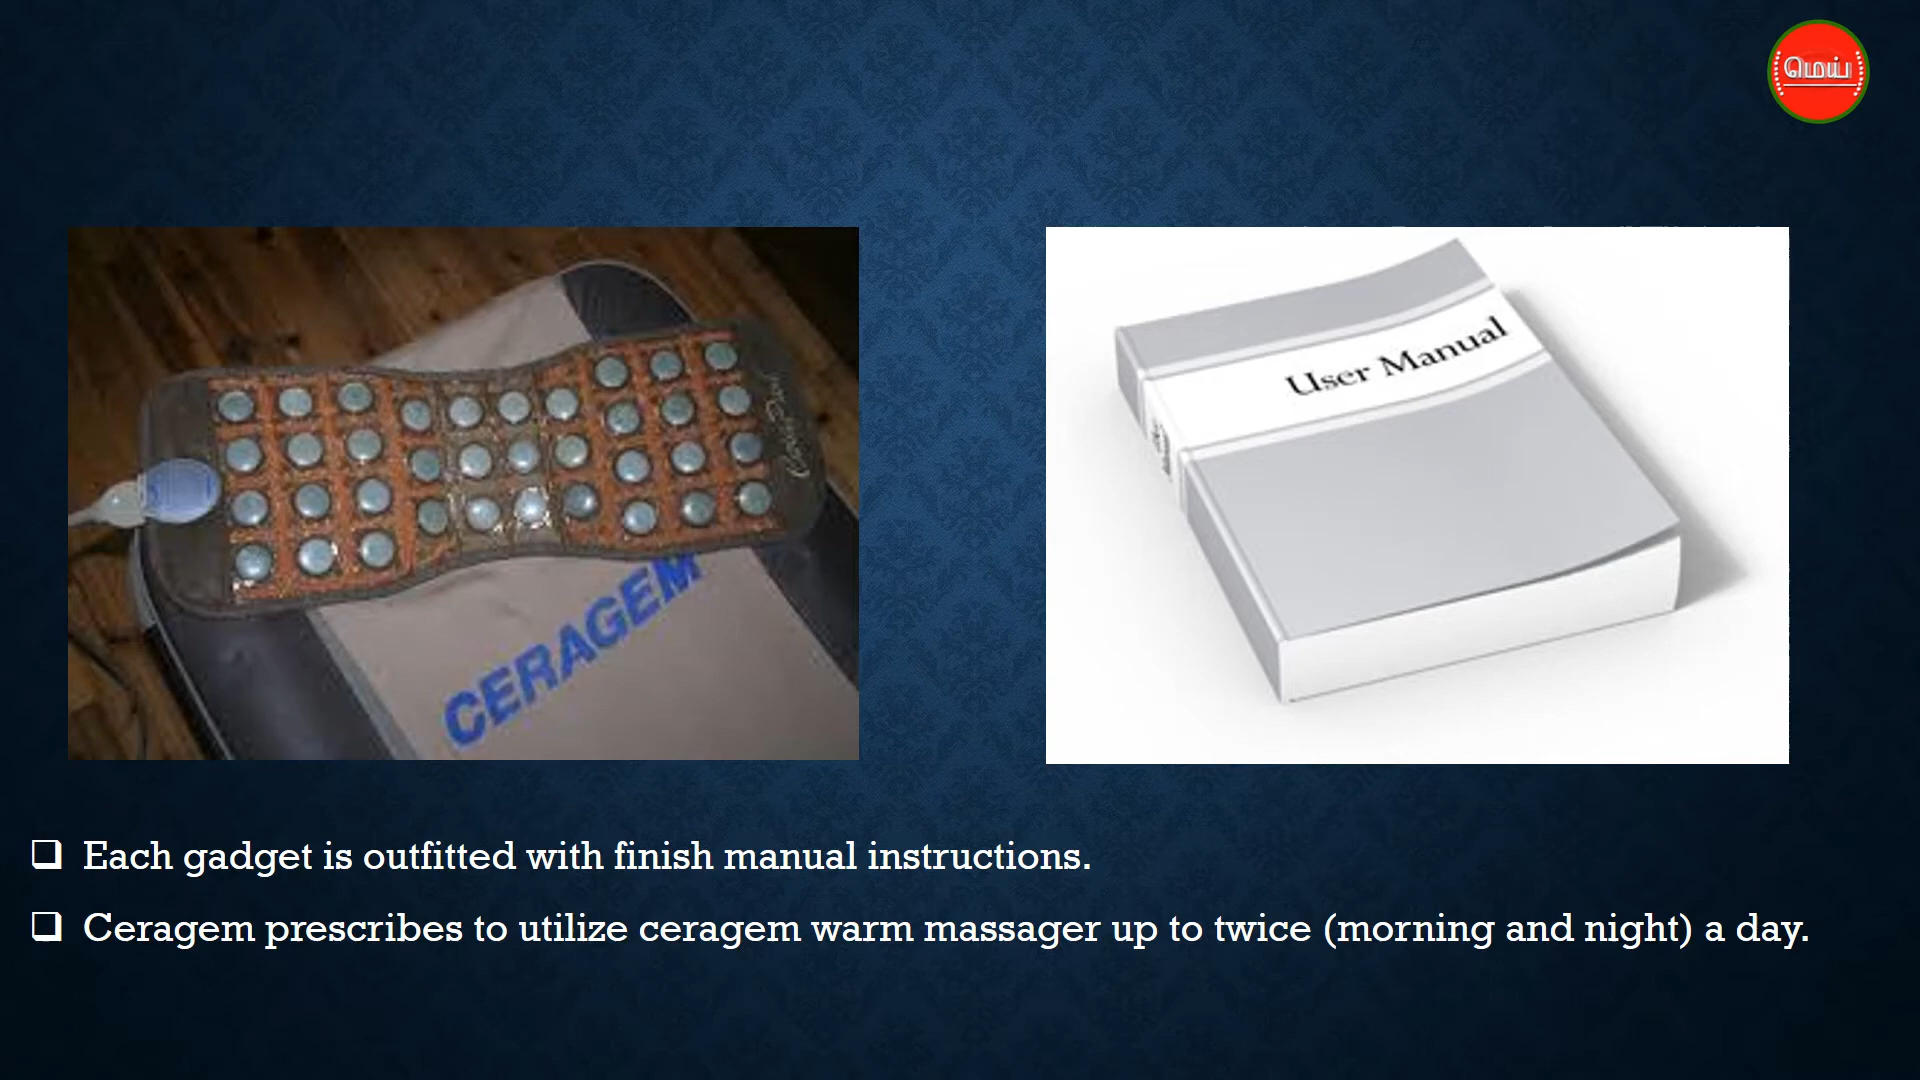 மெய்
CERAGEM
User Manual
Each gadget is outfitted with finish manual instructions.
Ceragem prescribes to utilize ceragem warm massager up to twice (morning and night) a day.